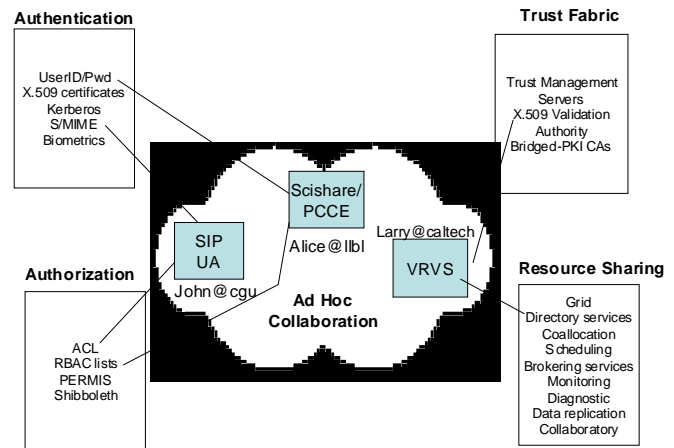 Authentication
UserID/Pwd
X.509 certificates
Kerberos
S/MIME
Biometrics
Trust Fabric
Trust Management
Servers
X.509 Validation
Authority
Bridged-PKI CAs
Scishare/
PCCE
Alice@llbl
SIP
UA
John@cgu
Larry@caltech
VRVS
Ad Hoc
Collaboration
Authorization
ACL
RBAC lists
PERMIS
Shibboleth
Resource Sharing
Grid
Directory services
Coallocation
Scheduling
Brokering services
Monitoring
Diagnostic
Data replication
Collaboratory